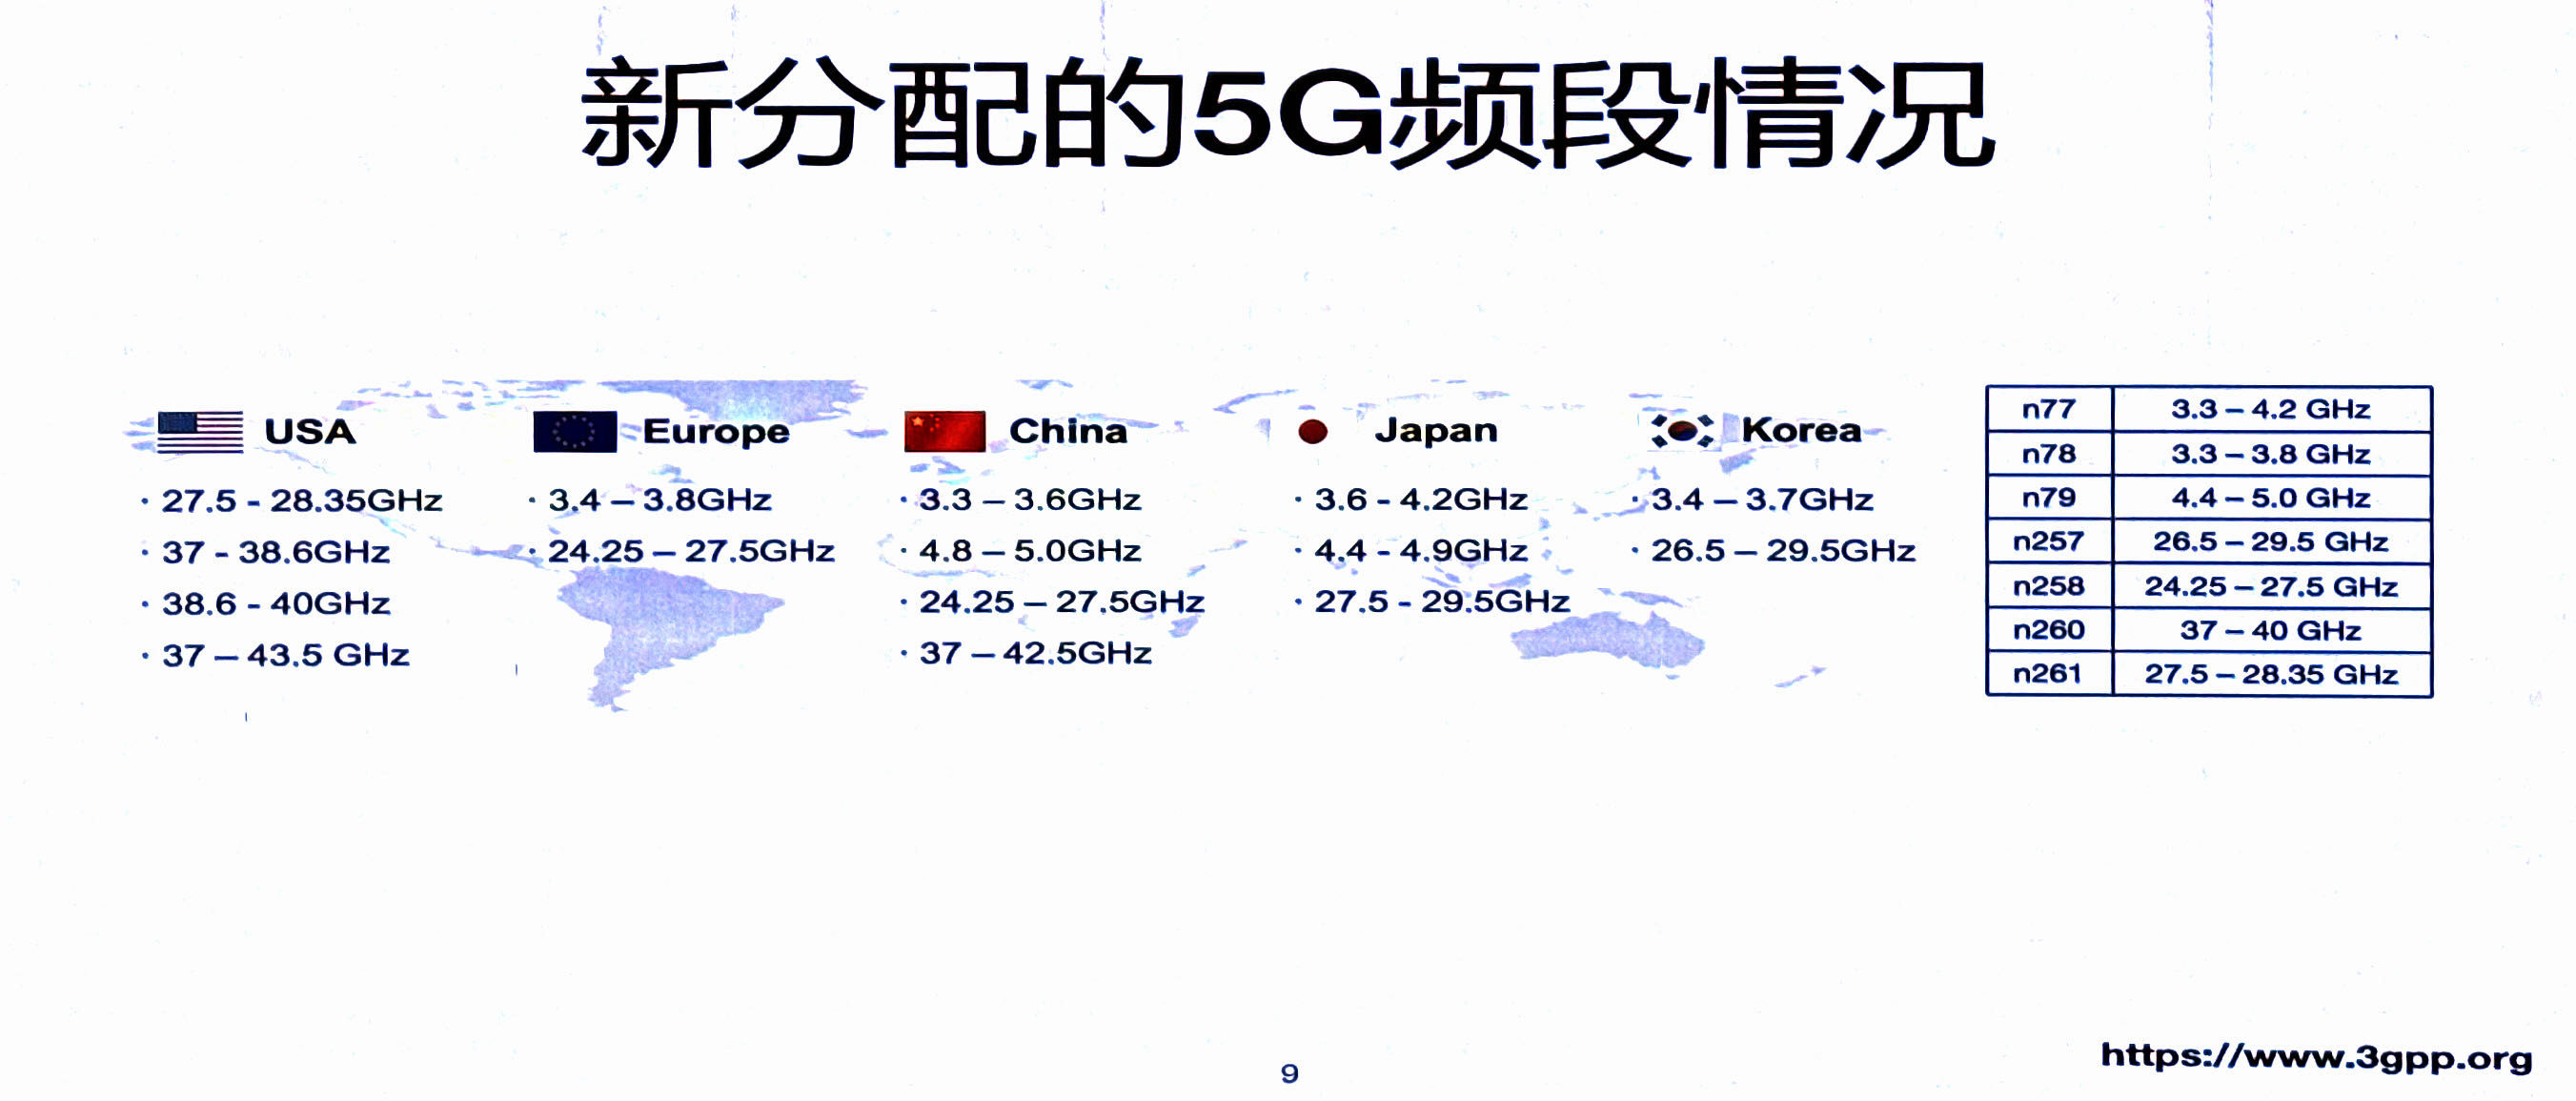 新分配的5G频段情况
USA
· 27.5 - 28.35GHz
· 37 - 38.6GHz
· 38.6 - 40GHz
· 37 – 43.5 GHz
Europe
· 3.4 – 3.8GHz
· 24.25 – 27.5GHz
China
· 3.3 – 3.6GHz
· 4.8 – 5.0GHz
· 24.25 – 27.5GHz
· 37 – 42.5GHz
Japan
· 3.6 - 4.2GHz
· 4.4 - 4.9GHz
· 27.5 - 29.5GHz
Korea
· 3.4 – 3.7GHz
· 26.5 – 29.5GHz
n77 3.3 – 4.2 GHz
n78 3.3 – 3.8 GHz
n79 4.4 – 5.0 GHz
n257 26.5 – 29.5 GHz
n258 24.25 – 27.5 GHz
n260 37 – 40 GHz
n261 27.5 – 28.35 GHz
9
https://www.3gpp.org